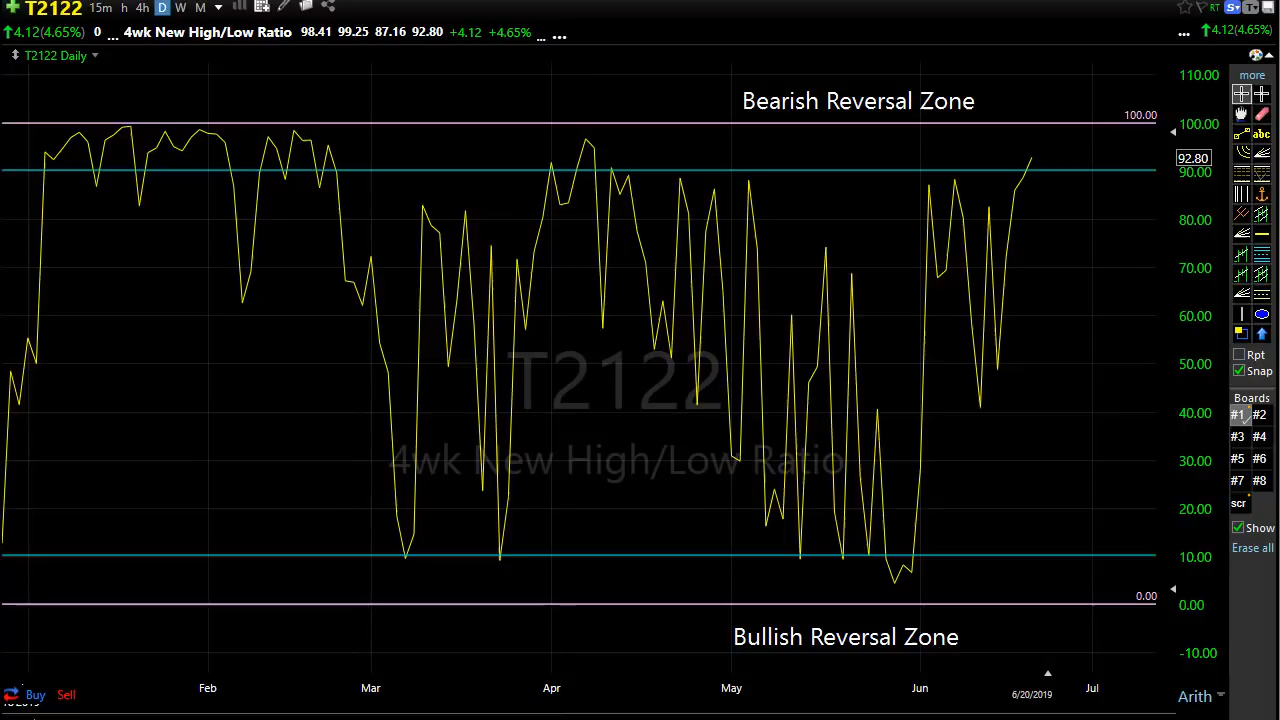 T2122 15m h 4h D W M RT S T
4.12(4.65%) 0 ... 4wk New High/Low Ratio 98.41 99.25 87.16 92.80 +4.12 +4.65% ... ... ... 4.12(4.65%)
T2122 Daily
more
110.00
Bearish Reversal Zone
100.00
100.00
abc
92.80
90.00
80.00
70.00
60.00
Rpt
50.00
Snap
T2122
Boards
40.00
#1 #2
#3 #4
4wk New High/Low Ratio
30.00
#5 #6
#7 #8
20.00
scr
Show
10.00
Erase all
0.00
0.00
Bullish Reversal Zone
-10.00
Buy Sell
Feb Mar Apr May Jun 6/20/2019 Jul
Arith